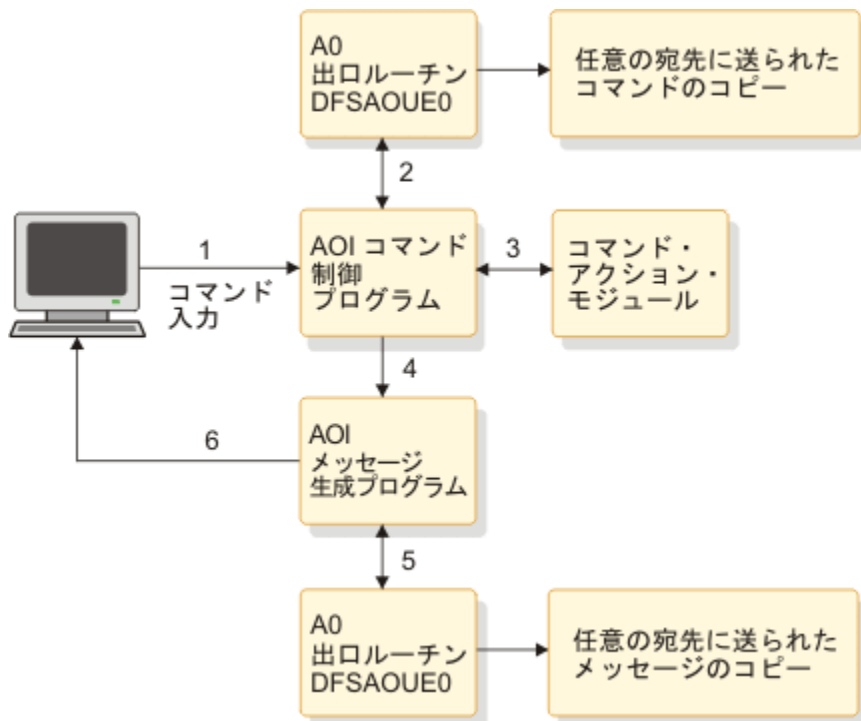 A0
出口ルーチン
DFSAOUE0
任意の宛先に送られた
コマンドのコピー
2
1
コマンド
入力
AOI コマンド
制御
プログラム
3
コマンド・
アクション・
モジュール
4
6
AOI
メッセージ
生成プログラム
5
A0
出口ルーチン
DFSAOUE0
任意の宛先に送られた
メッセージのコピー